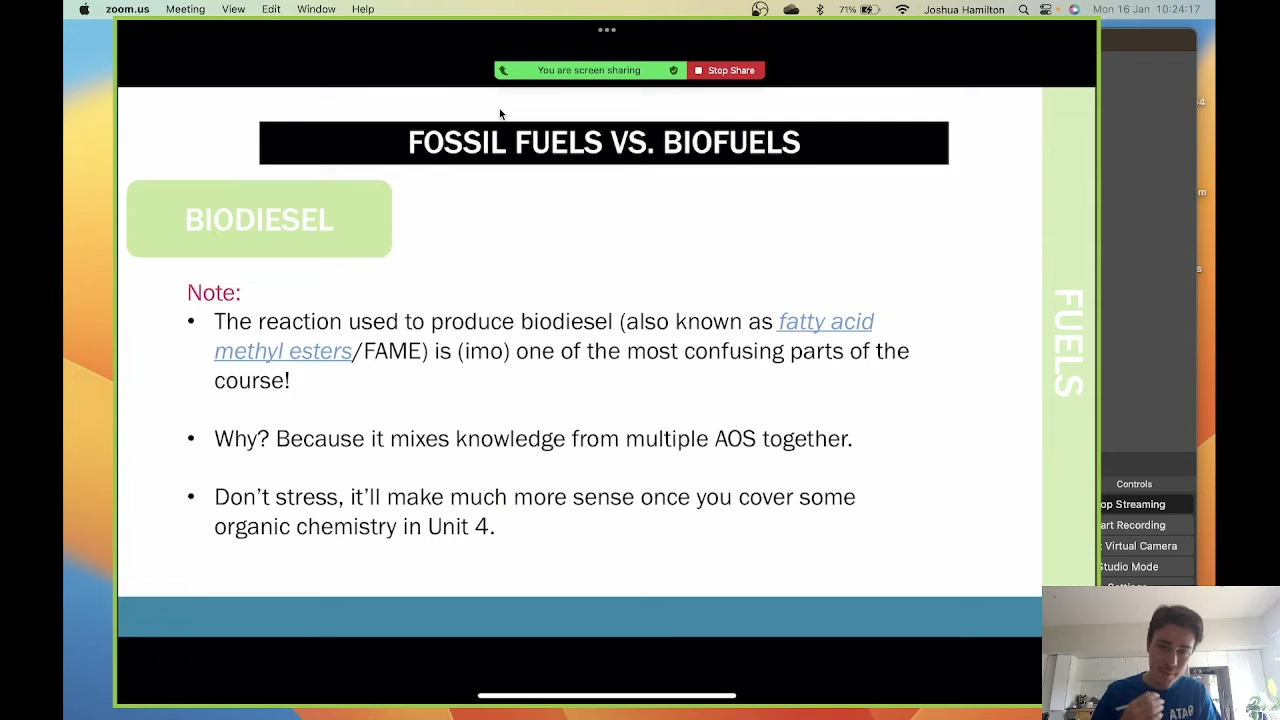 zoom.us Meeting View Edit Window Help 71% Joshua Hamilton Mon 16 Jan 10:24:17
You are screen sharing Stop Share
FOSSIL FUELS VS. BIOFUELS
BIODIESEL
FUELS
Note:
• The reaction used to produce biodiesel (also known as fatty acid
methyl esters/FAME) is (imo) one of the most confusing parts of the
course!
• Why? Because it mixes knowledge from multiple AOS together.
• Don't stress, it'll make much more sense once you cover some
organic chemistry in Unit 4.
Controls
op Streaming
art Recording
Virtual Camera
Studio Mode
ATAR